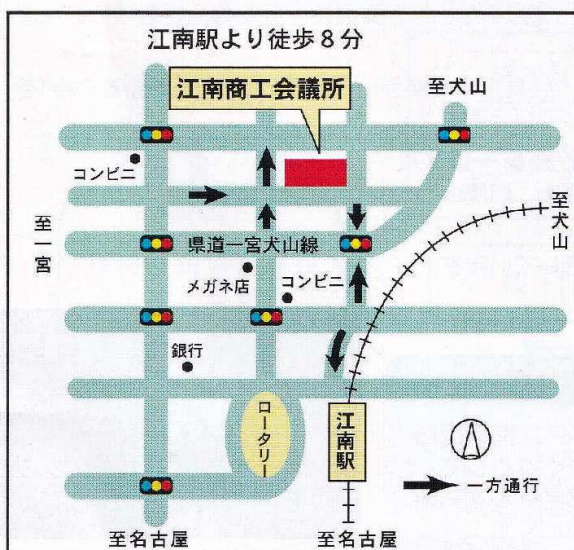 江南駅より徒歩8分
江南商工会議所
至犬山
コンビニ
至一宮
至犬山
県道一宮犬山線
メガネ店
コンビニ
銀行
ロータリー
江南駅
一方通行
至名古屋
至名古屋